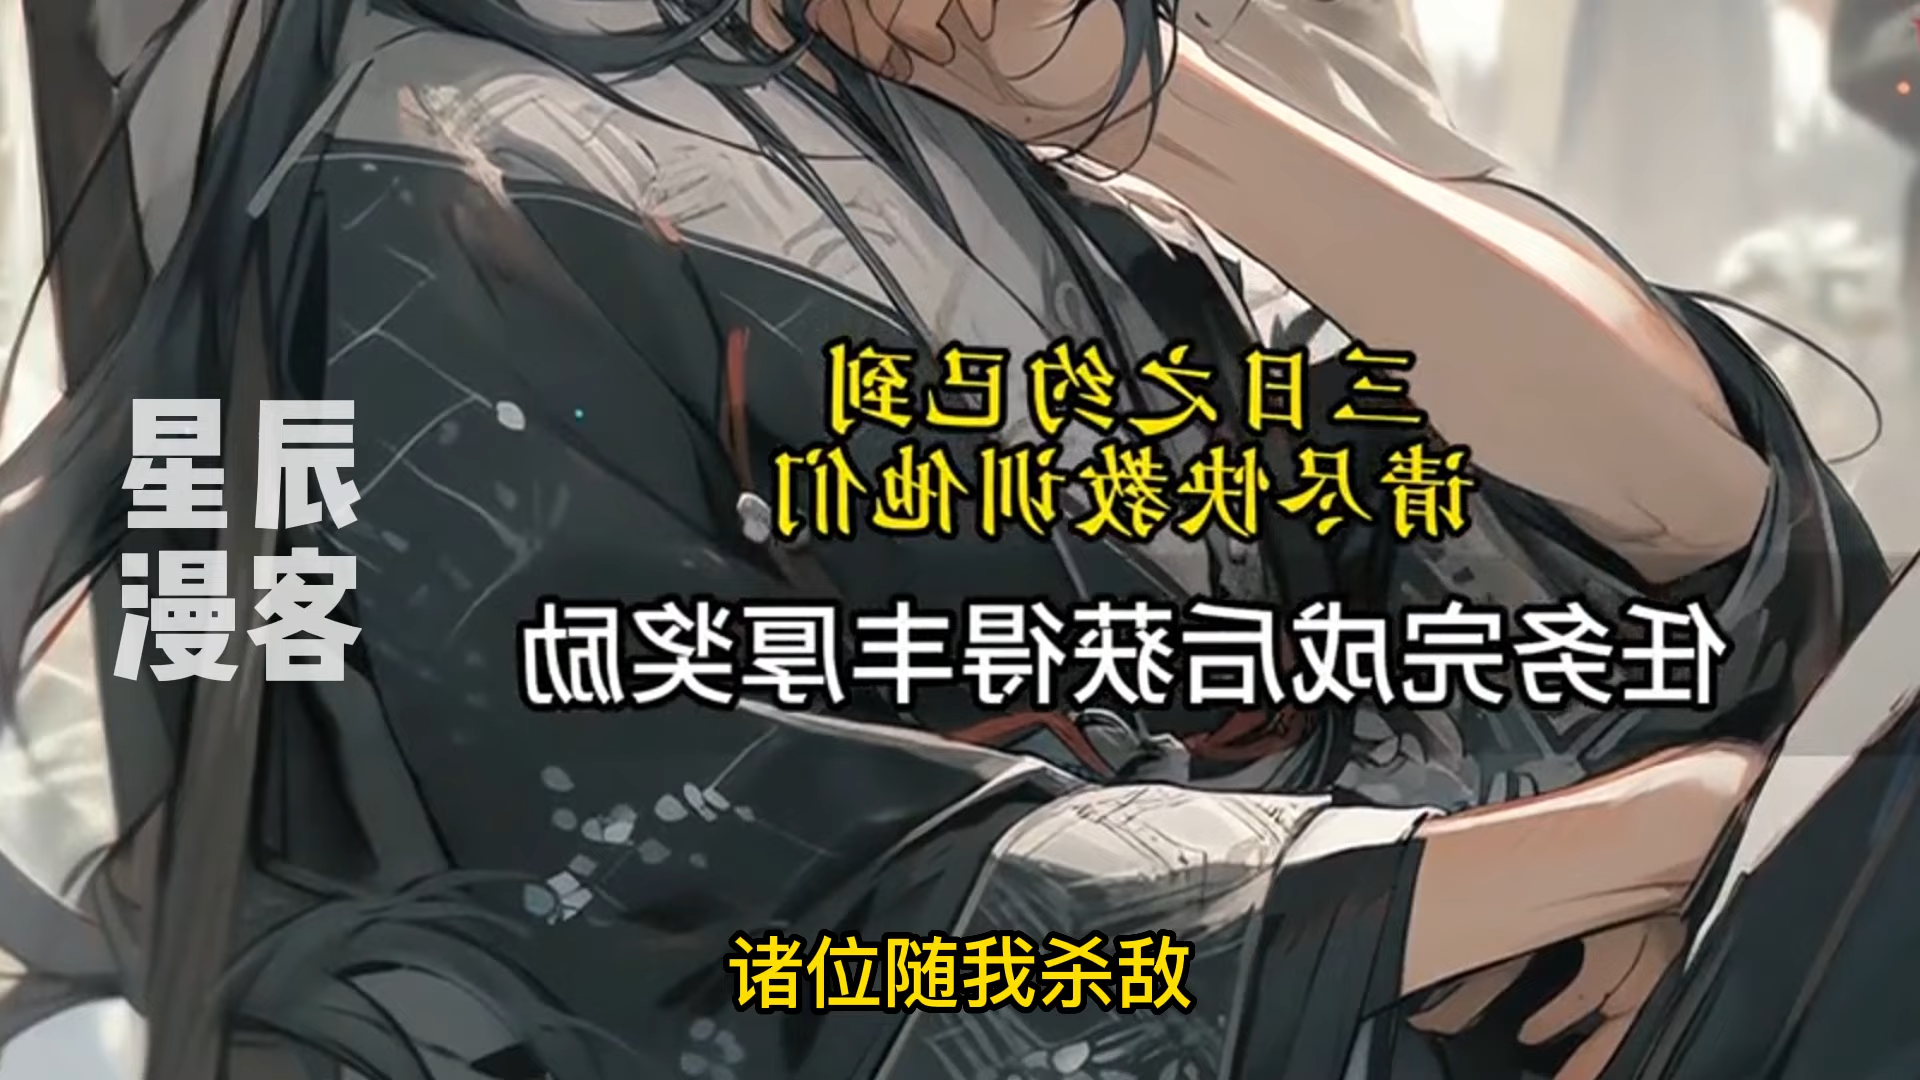 星辰
漫客
三日之约已到
请尽快教训他们
任务完成后获得丰厚奖励
诸位随我杀敌